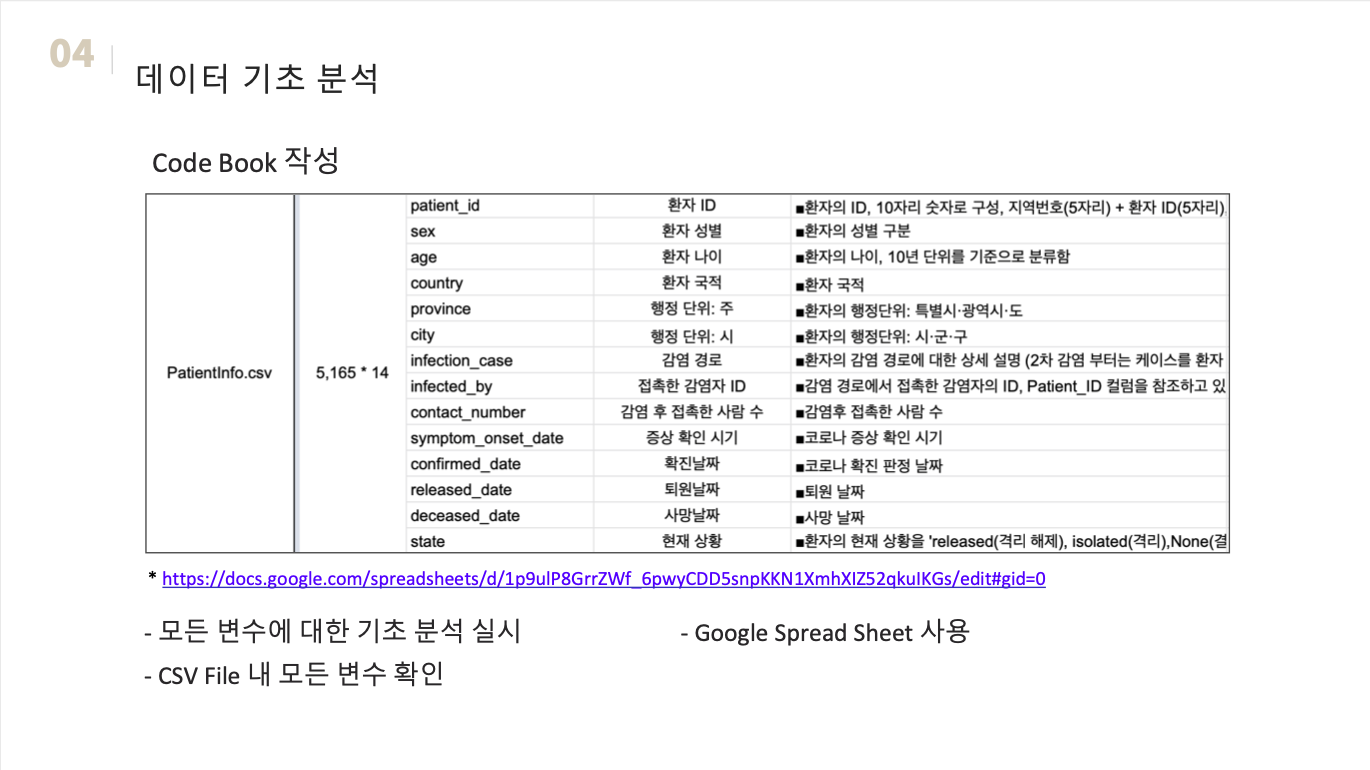 04
데이터 기초 분석
Code Book 작성
PatientInfo.csv
5,165 * 14
patient_id 환자 ID ■환자의 ID, 10자리 숫자로 구성, 지역번호(5자리) + 환자 ID(5자리)
sex 환자 성별 ■환자의 성별 구분
age 환자 나이 ■환자의 나이, 10년 단위를 기준으로 분류함
country 환자 국적 ■환자 국적
province 행정 단위: 주 ■환자의 행정단위: 특별시·광역시·도
city 행정 단위: 시 ■환자의 행정단위: 시·군·구
infection_case 감염 경로 ■환자의 감염 경로에 대한 상세 설명 (2차 감염 부터는 케이스를 환자
infected_by 접촉한 감염자 ID ■감염 경로에서 접촉한 감염자의 ID, Patient_ID 컬럼을 참조하고 있
contact_number 감염 후 접촉한 사람 수 ■감염후 접촉한 사람 수
symptom_onset_date 증상 확인 시기 ■코로나 증상 확인 시기
confirmed_date 확진날짜 ■코로나 확진 판정 날짜
released_date 퇴원날짜 ■퇴원 날짜
deceased_date 사망날짜 ■사망 날짜
state 현재 상황 ■환자의 현재 상황을 'released(격리 해제), isolated(격리),None(결
* https://docs.google.com/spreadsheets/d/1p9ulP8GrrZWf_6pwyCDD5snpKKN1XmhXIZ52qkuIKGs/edit#gid=0
- 모든 변수에 대한 기초 분석 실시
- CSV File 내 모든 변수 확인
- Google Spread Sheet 사용